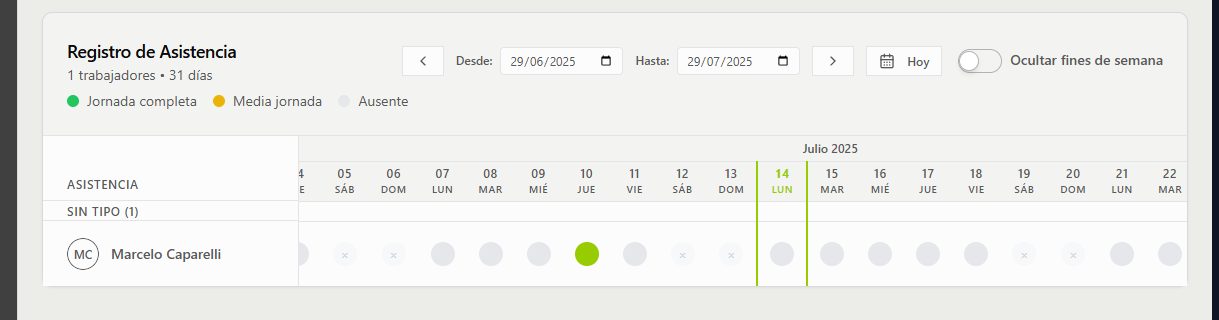 Registro de Asistencia
1 trabajadores • 31 días
Jornada completa Media jornada Ausente
Desde: 29/06/2025 Hasta: 29/07/2025 Hoy Ocultar fines de semana
Julio 2025
ASISTENCIA
4 05 06 07 08 09 10 11 12 13 14 15 16 17 18 19 20 21 22
E SÁB DOM LUN MAR MIÉ JUE VIE SÁB DOM LUN MAR MIÉ JUE VIE SÁB DOM LUN MAR
SIN TIPO (1)
MC Marcelo Caparelli × × × × × ×